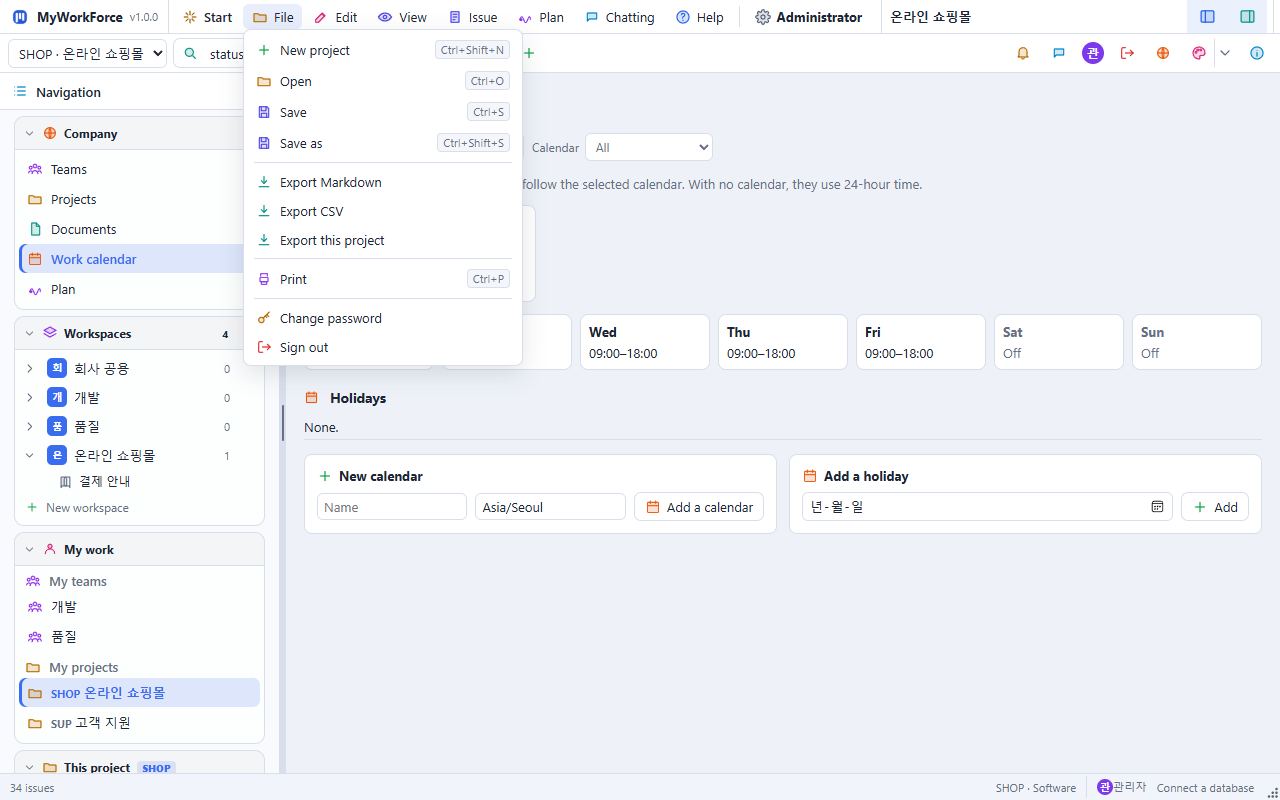 MyWorkForce v1.0.0 Start File Edit View Issue Plan Chatting Help Administrator 온라인 쇼핑몰
SHOP · 온라인 쇼핑몰 status 관
Navigation
Company
Teams
Projects
Documents
Work calendar
Plan
Workspaces 4
회 회사 공용 0
개 개발 0
품 품질 0
온 온라인 쇼핑몰 1
결제 안내
New workspace
My work
My teams
개발
품질
My projects
SHOP 온라인 쇼핑몰
SUP 고객 지원
This project SHOP
New project Ctrl+Shift+N
Open Ctrl+O
Save Ctrl+S
Save as Ctrl+Shift+S
Export Markdown
Export CSV
Export this project
Print Ctrl+P
Change password
Sign out
Calendar All
follow the selected calendar. With no calendar, they use 24-hour time.
Wed Thu Fri Sat Sun
09:00–18:00 09:00–18:00 09:00–18:00 Off Off
Holidays
None.
New calendar
Name Asia/Seoul Add a calendar
Add a holiday
년-월-일 Add
34 issues SHOP · Software 관 관리자 Connect a database